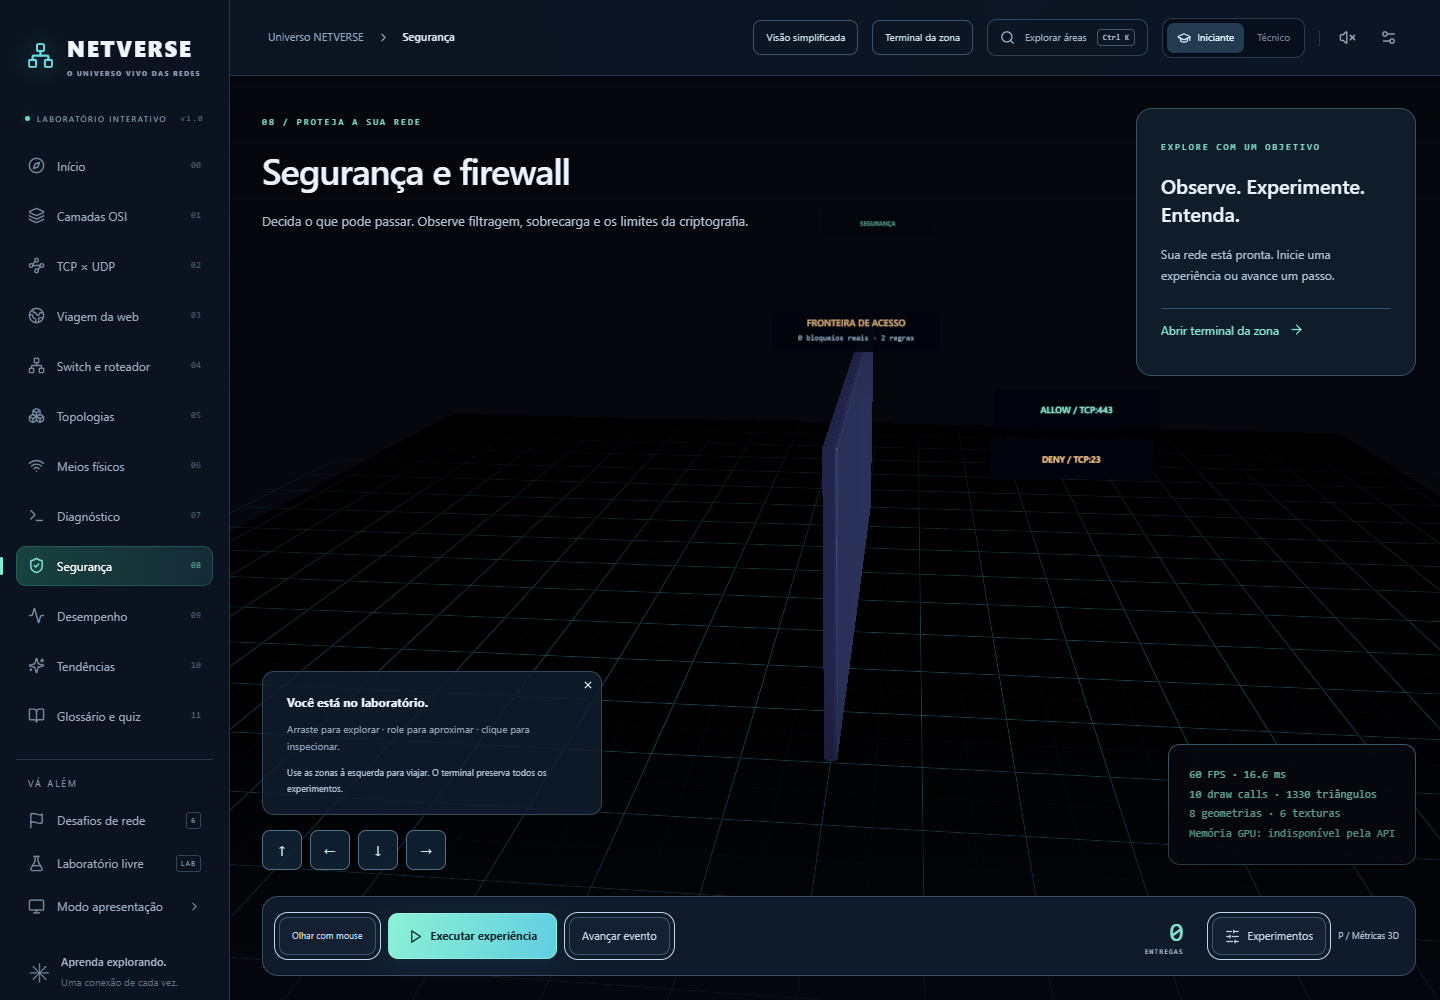 NETVERSE
O UNIVERSO VIVO DAS REDES
LABORATÓRIO INTERATIVO v1.0
Início 00
Camadas OSI 01
TCP × UDP 02
Viagem da web 03
Switch e roteador 04
Topologias 05
Meios físicos 06
Diagnóstico 07
Segurança 08
Desempenho 09
Tendências 10
Glossário e quiz 11
VÁ ALÉM
Desafios de rede 6
Laboratório livre LAB
Modo apresentação
Aprenda explorando.
Uma conexão de cada vez.
Universo NETVERSE > Segurança
Visão simplificada
Terminal da zona
Explorar áreas Ctrl K
Iniciante
Técnico
08 / PROTEJA A SUA REDE
Segurança e firewall
Decida o que pode passar. Observe filtragem, sobrecarga e os limites da criptografia.
SEGURANÇA
FRONTEIRA DE ACESSO
0 bloqueios reais · 2 regras
ALLOW / TCP:443
DENY / TCP:23
EXPLORE COM UM OBJETIVO
Observe. Experimente.
Entenda.
Sua rede está pronta. Inicie uma
experiência ou avance um passo.
Abrir terminal da zona →
Você está no laboratório.
Arraste para explorar · role para aproximar · clique para
inspecionar.
Use as zonas à esquerda para viajar. O terminal preserva todos os
experimentos.
↑ ← ↓ →
60 FPS · 16.6 ms
10 draw calls · 1330 triângulos
8 geometrias · 6 texturas
Memória GPU: indisponível pela API
Olhar com mouse
Executar experiência
Avançar evento
0
ENTREGAS
Experimentos
P / Métricas 3D